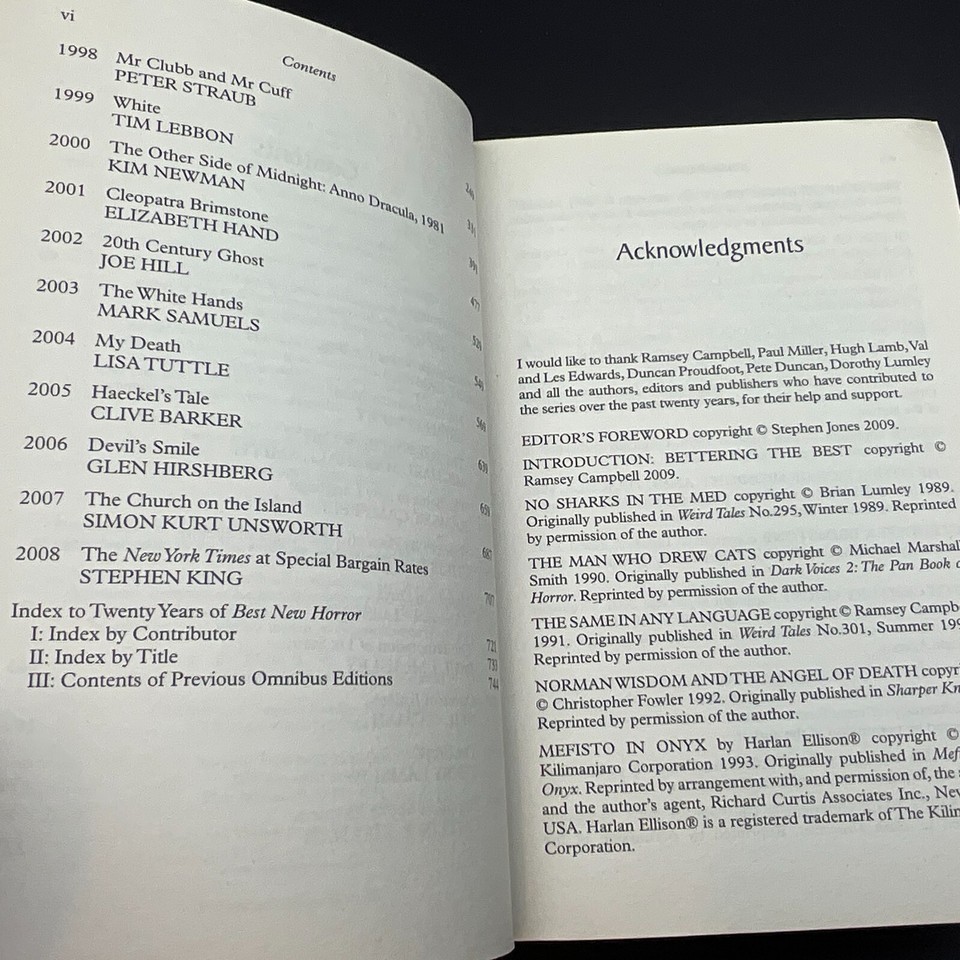 vi
Contents
1998 Mr Clubb and Mr Cuff
PETER STRAUB
1999 White
TIM LEBBON
2000 The Other Side of Midnight: Anno Dracula, 1981
KIM NEWMAN
2001 Cleopatra Brimstone
ELIZABETH HAND
2002 20th Century Ghost
JOE HILL
2003 The White Hands
MARK SAMUELS
2004 My Death
LISA TUTTLE
2005 Haeckel's Tale
CLIVE BARKER
2006 Devil's Smile
GLEN HIRSHBERG
2007 The Church on the Island
SIMON KURT UNSWORTH
2008 The New York Times at Special Bargain Rates
STEPHEN KING 707
Index to Twenty Years of Best New Horror
I: Index by Contributor 721
II: Index by Title 733
III: Contents of Previous Omnibus Editions 744
Acknowledgments
I would like to thank Ramsey Campbell, Paul Miller, Hugh Lamb, Val
and Les Edwards, Duncan Proudfoot, Pete Duncan, Dorothy Lumley
and all the authors, editors and publishers who have contributed to
the series over the past twenty years, for their help and support.
EDITOR'S FOREWORD copyright © Stephen Jones 2009.
INTRODUCTION: BETTERING THE BEST copyright ©
Ramsey Campbell 2009.
NO SHARKS IN THE MED copyright © Brian Lumley 1989.
Originally published in Weird Tales No.295, Winter 1989. Reprinted
by permission of the author.
THE MAN WHO DREW CATS copyright © Michael Marshall
Smith 1990. Originally published in Dark Voices 2: The Pan Book
Horror. Reprinted by permission of the author.
THE SAME IN ANY LANGUAGE copyright © Ramsey Campb
1991. Originally published in Weird Tales No.301, Summer 199
Reprinted by permission of the author.
NORMAN WISDOM AND THE ANGEL OF DEATH copyri
© Christopher Fowler 1992. Originally published in Sharper Kn
Reprinted by permission of the author.
MEFISTO IN ONYX by Harlan Ellison® copyright ©
Kilimanjaro Corporation 1993. Originally published in Mef
Onyx. Reprinted by arrangement with, and permission of, the
and the author's agent, Richard Curtis Associates Inc., Nev
USA. Harlan Ellison® is a registered trademark of The Kilin
Corporation.